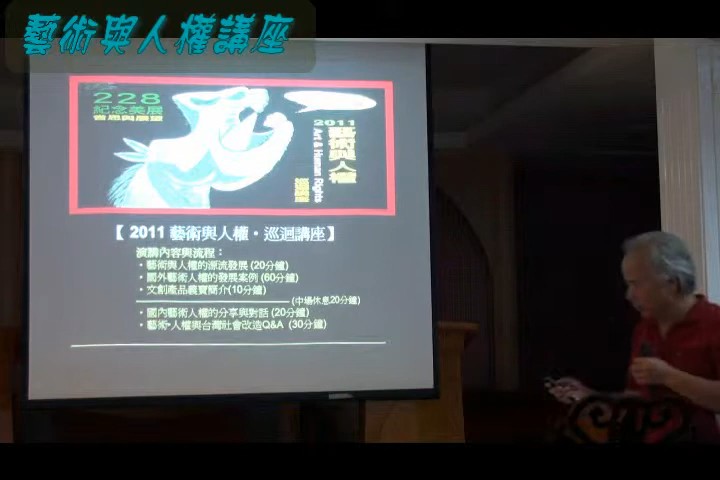 藝術與人權講座
228
紀念美展
2011
藝術與人權
Art & Human Rights
【 2011 藝術與人權·巡迴講座】
演講內容與流程：
·藝術與人權的源流發展 (20分鐘)
·國外藝術人權的發展案例 (60分鐘)
·文創產品義賣簡介(10分鐘)
(中場休息20分鐘)
·國內藝術人權的分享與對話 (20分鐘)
·藝術·人權與台灣社會改造Q&A (30分鐘)